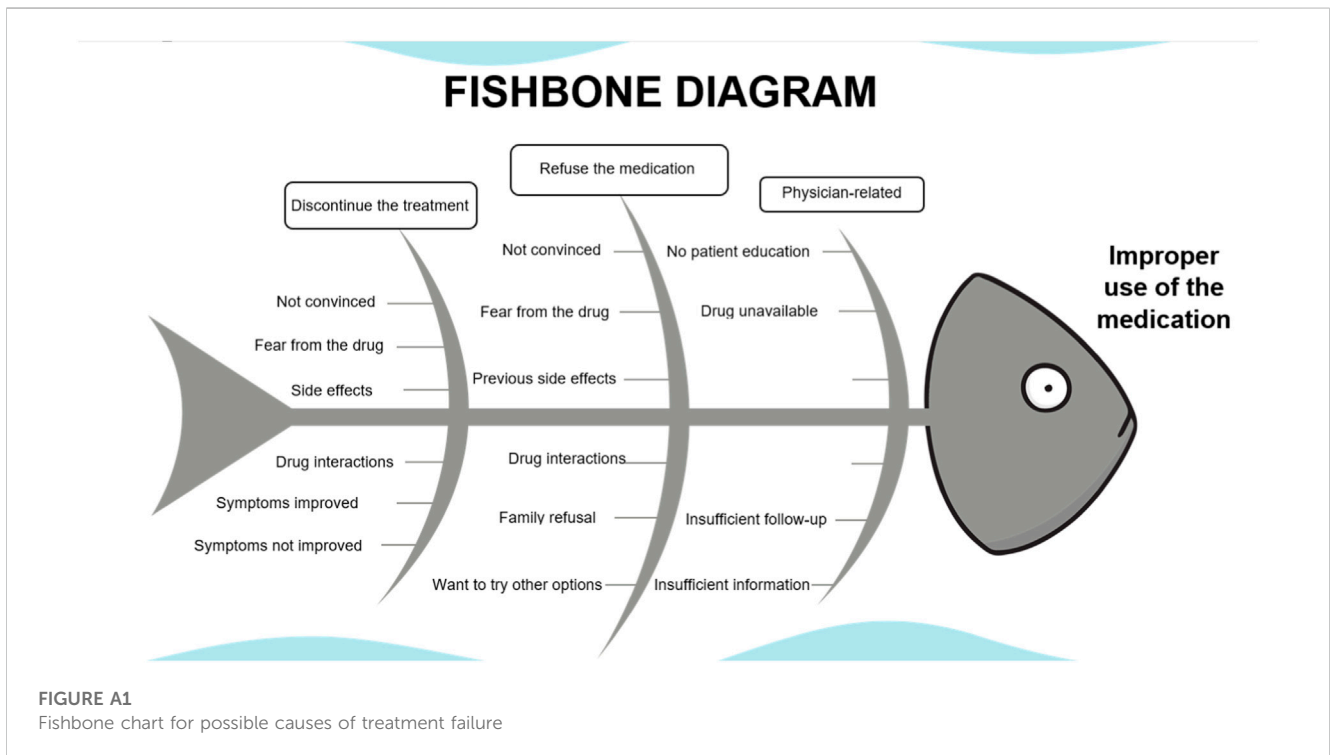 FISHBONE DIAGRAM
Discontinue the treatment
Not convinced
Fear from the drug
Side effects
Drug interactions
Symptoms improved
Symptoms not improved
Refuse the medication
Not convinced
Fear from the drug
Previous side effects
Drug interactions
Family refusal
Want to try other options
Physician-related
No patient education
Drug unavailable
Insufficient follow-up
Insufficient information
Improper
use of the
medication
FIGURE A1
Fishbone chart for possible causes of treatment failure